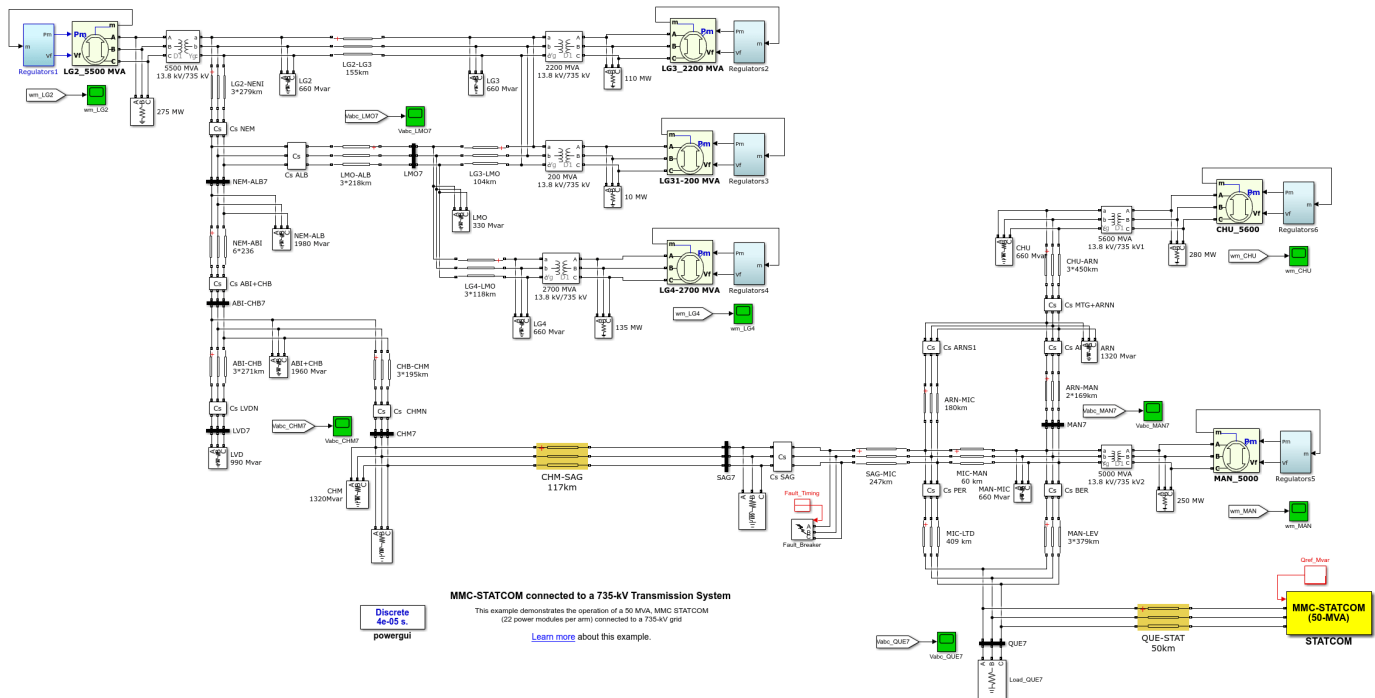 m
Pm
Vf
Regulators1
Pm
Vf
m
A
B
C
LG2_5500 MVA
wm_LG2
wm_LG2
275 MW
5500 MVA
13.8 kV/735 kV
LG2-NENI
3*279km
LG2
660 Mvar
LG2-LG3
155km
LG3
660 Mvar
2200 MVA
13.8 kV/735 kV
110 MW
LG3_2200 MVA
Regulators2
Cs NEM
Cs
Cs ALB
Vabc_LMO7
Vabc_LMO7
LMO-ALB
3*218km
LMO7
LG3-LMO
104km
200 MVA
13.8 kV/735 kV
10 MW
LG31-200 MVA
Regulators3
NEM-ALB7
LMO
330 Mvar
NEM-ALB
1980 Mvar
NEM-ABI
6*236
LG4-LMO
3*118km
2700 MVA
13.8 kV/735 kV
LG4-2700 MVA
Regulators4
Cs ABI+CHB
ABI-CHB7
LG4
660 Mvar
135 MW
wm_LG4
wm_LG4
ABI-CHB
3*271km
ABI+CHB
1960 Mvar
CHB-CHM
3*195km
Cs LVDN
Cs CHMN
LVD7
Vabc_CHM7
Vabc_CHM7
CHM7
LVD
990 Mvar
CHM
1320Mvar
CHM-SAG
117km
SAG7
Cs
Cs SAG
Fault_Timing
Fault_Breaker
SAG-MIC
247km
CHU
660 Mvar
5600 MVA
13.8 kV/735 kV1
280 MW
CHU_5600
Regulators6
wm_CHU
wm_CHU
CHU-ARN
3*450km
Cs MTG+ARNN
Cs ARNS1
ARN
1320 Mvar
ARN-MIC
180km
ARN-MAN
2*169km
Vabc_MAN7
Vabc_MAN7
MAN7
MIC-MAN
60 km
MAN-MIC
660 Mvar
5000 MVA
13.8 kV/735 kV2
250 MW
MAN_5000
Regulators5
wm_MAN
wm_MAN
Cs PER
Cs BER
MIC-LTD
409 km
MAN-LEV
3*379km
Qref_Mvar
MMC-STATCOM
(50-MVA)
STATCOM
QUE-STAT
50km
Vabc_QUE7
Vabc_QUE7
QUE7
Load_QUE7
Discrete
4e-05 s.
powergui
MMC-STATCOM connected to a 735-kV Transmission System
This example demonstrates the operation of a 50 MVA, MMC STATCOM
(22 power modules per arm) connected to a 735-kV grid
Learn more about this example.